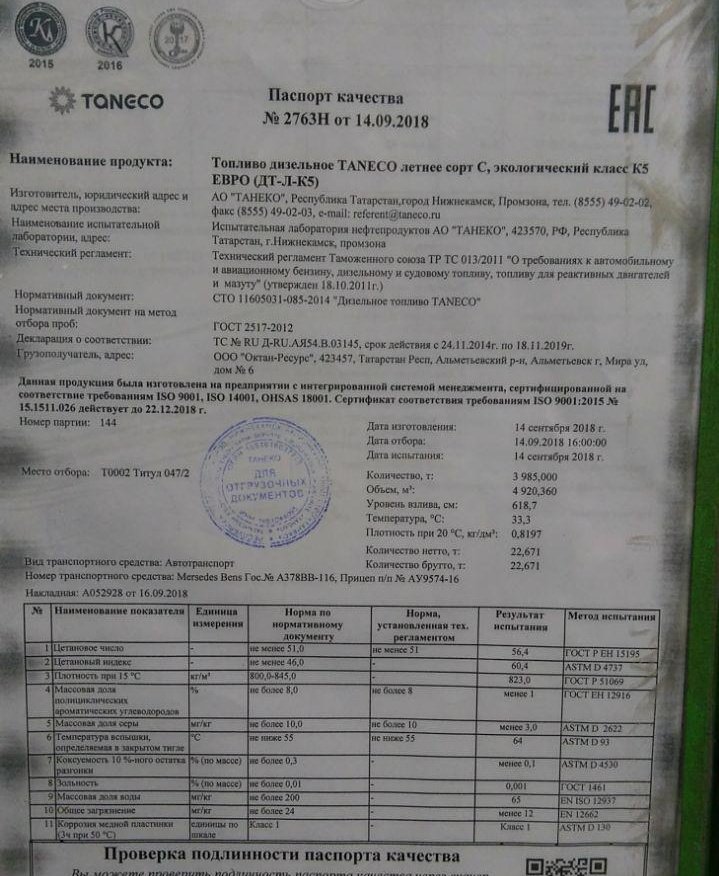 2015
2016
2017
TANECO
Паспорт качества
№ 2763Н от 14.09.2018
ЕАС
Наименование продукта: Топливо дизельное TANECO летнее сорт С, экологический класс К5
ЕВРО (ДТ-Л-К5)
Изготовитель, юридический адрес и АО "ТАНЕКО", Республика Татарстан,город Нижнекамск, Промзона, тел. (8555) 49-02-02,
адрес места производства: факс (8555) 49-02-03, e-mail: referent@taneco.ru
Наименование испытательной Испытательная лаборатория нефтепродуктов АО "ТАНЕКО", 423570, РФ, Республика
лаборатории, адрес: Татарстан, г.Нижнекамск, промзона
Технический регламент: Технический регламент Таможенного союза ТР ТС 013/2011 "О требованиях к автомобильному
и авиационному бензину, дизельному и судовому топливу, топливу для реактивных двигателей
и мазуту" (утвержден 18.10.2011г.)
Нормативный документ: СТО 11605031-085-2014 "Дизельное топливо TANECO"
Нормативный документ на метод
отбора проб: ГОСТ 2517-2012
Декларация о соответствии: ТС № RU Д-RU.АЯ54.В.03145, срок действия с 24.11.2014г. по 18.11.2019г.
Грузополучатель, адрес: ООО "Октан-Ресурс", 423457, Татарстан Респ, Альметьевский р-н, Альметьевск г, Мира ул,
дом № 6
Данная продукция была изготовлена на предприятии с интегрированной системой менеджмента, сертифицированной на
соответствие требованиям ISO 9001, ISO 14001, OHSAS 18001. Сертификат соответствия требованиям ISO 9001:2015 №
15.1511.026 действует до 22.12.2018 г.
Номер партии: 144
Дата изготовления: 14 сентября 2018 г.
Дата отбора: 14.09.2018 16:00:00
Дата испытания: 14 сентября 2018 г.
Место отбора: Т0002 Титул 047/2
ТАНЕКО
ДЛЯ
ОТГРУЗОЧНЫХ
ДОКУМЕНТОВ
Количество, т: 3 985,000
Объем, м³: 4 920,360
Уровень взлива, см: 618,7
Температура, °С: 33,3
Плотность при 20 °С, кг/дм³: 0,8197
Количество нетто, т: 22,671
Количество брутто, т: 22,671
Вид транспортного средства: Автотранспорт
Номер транспортного средства: Mersedes Bens Гос.№ А378ВВ-116, Прицеп п/п № АУ9574-16
Накладная: А052928 от 16.09.2018
№ Наименование показателя Единица измерения Норма по нормативному документу Норма, установленная тех. регламентом Результат испытания Метод испытания
1 Цетановое число - не менее 51,0 не менее 51 56,4 ГОСТ Р ЕН 15195
2 Цетановый индекс - не менее 46,0 - 60,4 ASTM D 4737
3 Плотность при 15 °С кг/м³ 800,0-845,0 - 823,0 ГОСТ Р 51069
4 Массовая доля % не более 8,0 не более 8 менее 1 ГОСТ ЕН 12916
полициклических
ароматических углеводородов
5 Массовая доля серы мг/кг не более 10,0 не более 10 менее 3,0 ASTM D 2622
6 Температура вспышки, °С не ниже 55 не ниже 55 64 ASTM D 93
определяемая в закрытом тигле
7 Коксуемость 10 %-ного остатка % (по массе) не более 0,3 - менее 0,1 ASTM D 4530
разгонки
8 Зольность % (по массе) не более 0,01 - 0,001 ГОСТ 1461
9 Массовая доля воды мг/кг не более 200 - 65 EN ISO 12937
10 Общее загрязнение мг/кг не более 24 - менее 12 EN 12662
11 Коррозия медной пластинки единицы по Класс 1 - Класс 1 ASTM D 130
(3ч при 50 °С) шкале
Проверка подлинности паспорта качества
Вы можете проверить подлинность паспорта качества через